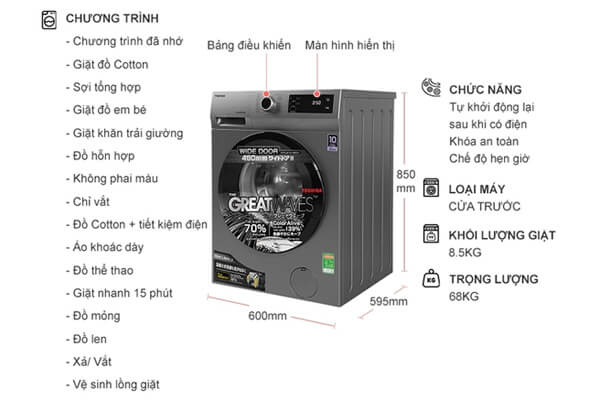 CHƯƠNG TRÌNH
- Chương trình đã nhớ
- Giặt đồ Cotton
- Sợi tổng hợp
- Giặt đồ em bé
- Giặt khăn trải giường
- Đồ hỗn hợp
- Không phai màu
- Chỉ vắt
- Đồ Cotton + tiết kiệm điện
- Áo khoác dày
- Đồ thể thao
- Giặt nhanh 15 phút
- Đồ mỏng
- Đồ len
- Xả/ Vắt
- Vệ sinh lồng giặt
Bảng điều khiển
Màn hình hiển thị
WIDE DOOR
TOSHIBA
THE
GREATWAVES
70%
ColorAlive
139%
10
850
mm
595mm
600mm
CHỨC NĂNG
Tự khởi động lại
sau khi có điện
Khóa an toàn
Chế độ hẹn giờ
LOẠI MÁY
CỬA TRƯỚC
KHỐI LƯỢNG GIẶT
8.5KG
KG
TRỌNG LƯỢNG
68KG